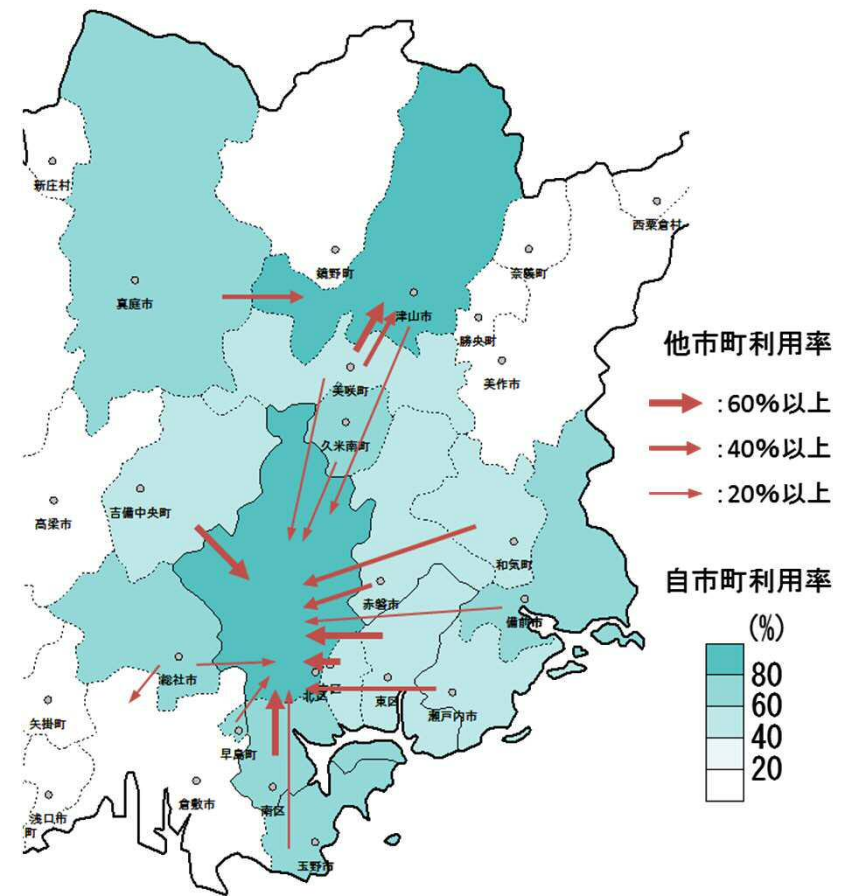 新庄村
西粟倉村
鏡野町
奈義町
真庭市
津山市
勝央町
他市町利用率
美咲町
美作市
:60%以上
久米南町
:40%以上
高梁市
吉備中央町
:20%以上
和気町
自市町利用率
赤磐市
備前市
(%)
総社市
北区
東区
瀬戸内市
80
60
40
20
矢掛町
早島町
倉敷市
南区
浅口市
町
玉野市